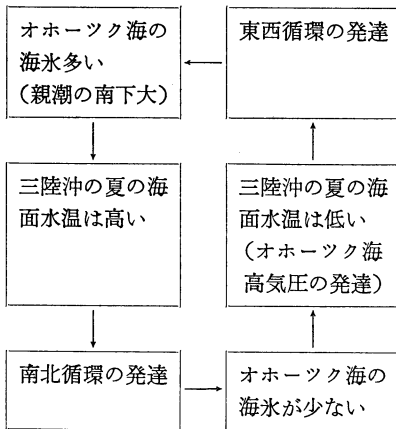 オホーツク海の
海氷多い
（親潮の南下大）
東西循環の発達
三陸沖の夏の海
面水温は高い
三陸沖の夏の海
面水温は低い
（オホーツク海
高気圧の発達）
南北循環の発達
オホーツク海の
海氷が少ない